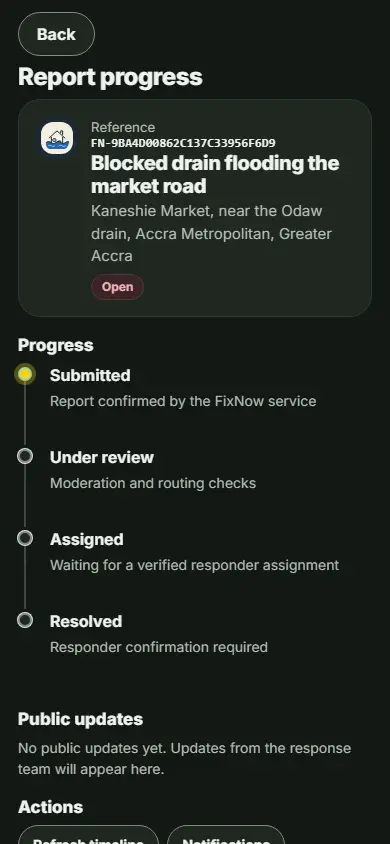 Back
Report progress
Reference
FN-9BA4D00862C137C33956F6D9
Blocked drain flooding the
market road
Kaneshie Market, near the Odaw
drain, Accra Metropolitan, Greater
Accra
Open
Progress
Submitted
Report confirmed by the FixNow service
Under review
Moderation and routing checks
Assigned
Waiting for a verified responder assignment
Resolved
Responder confirmation required
Public updates
No public updates yet. Updates from the response
team will appear here.
Actions
Refresh timeline
Notifications